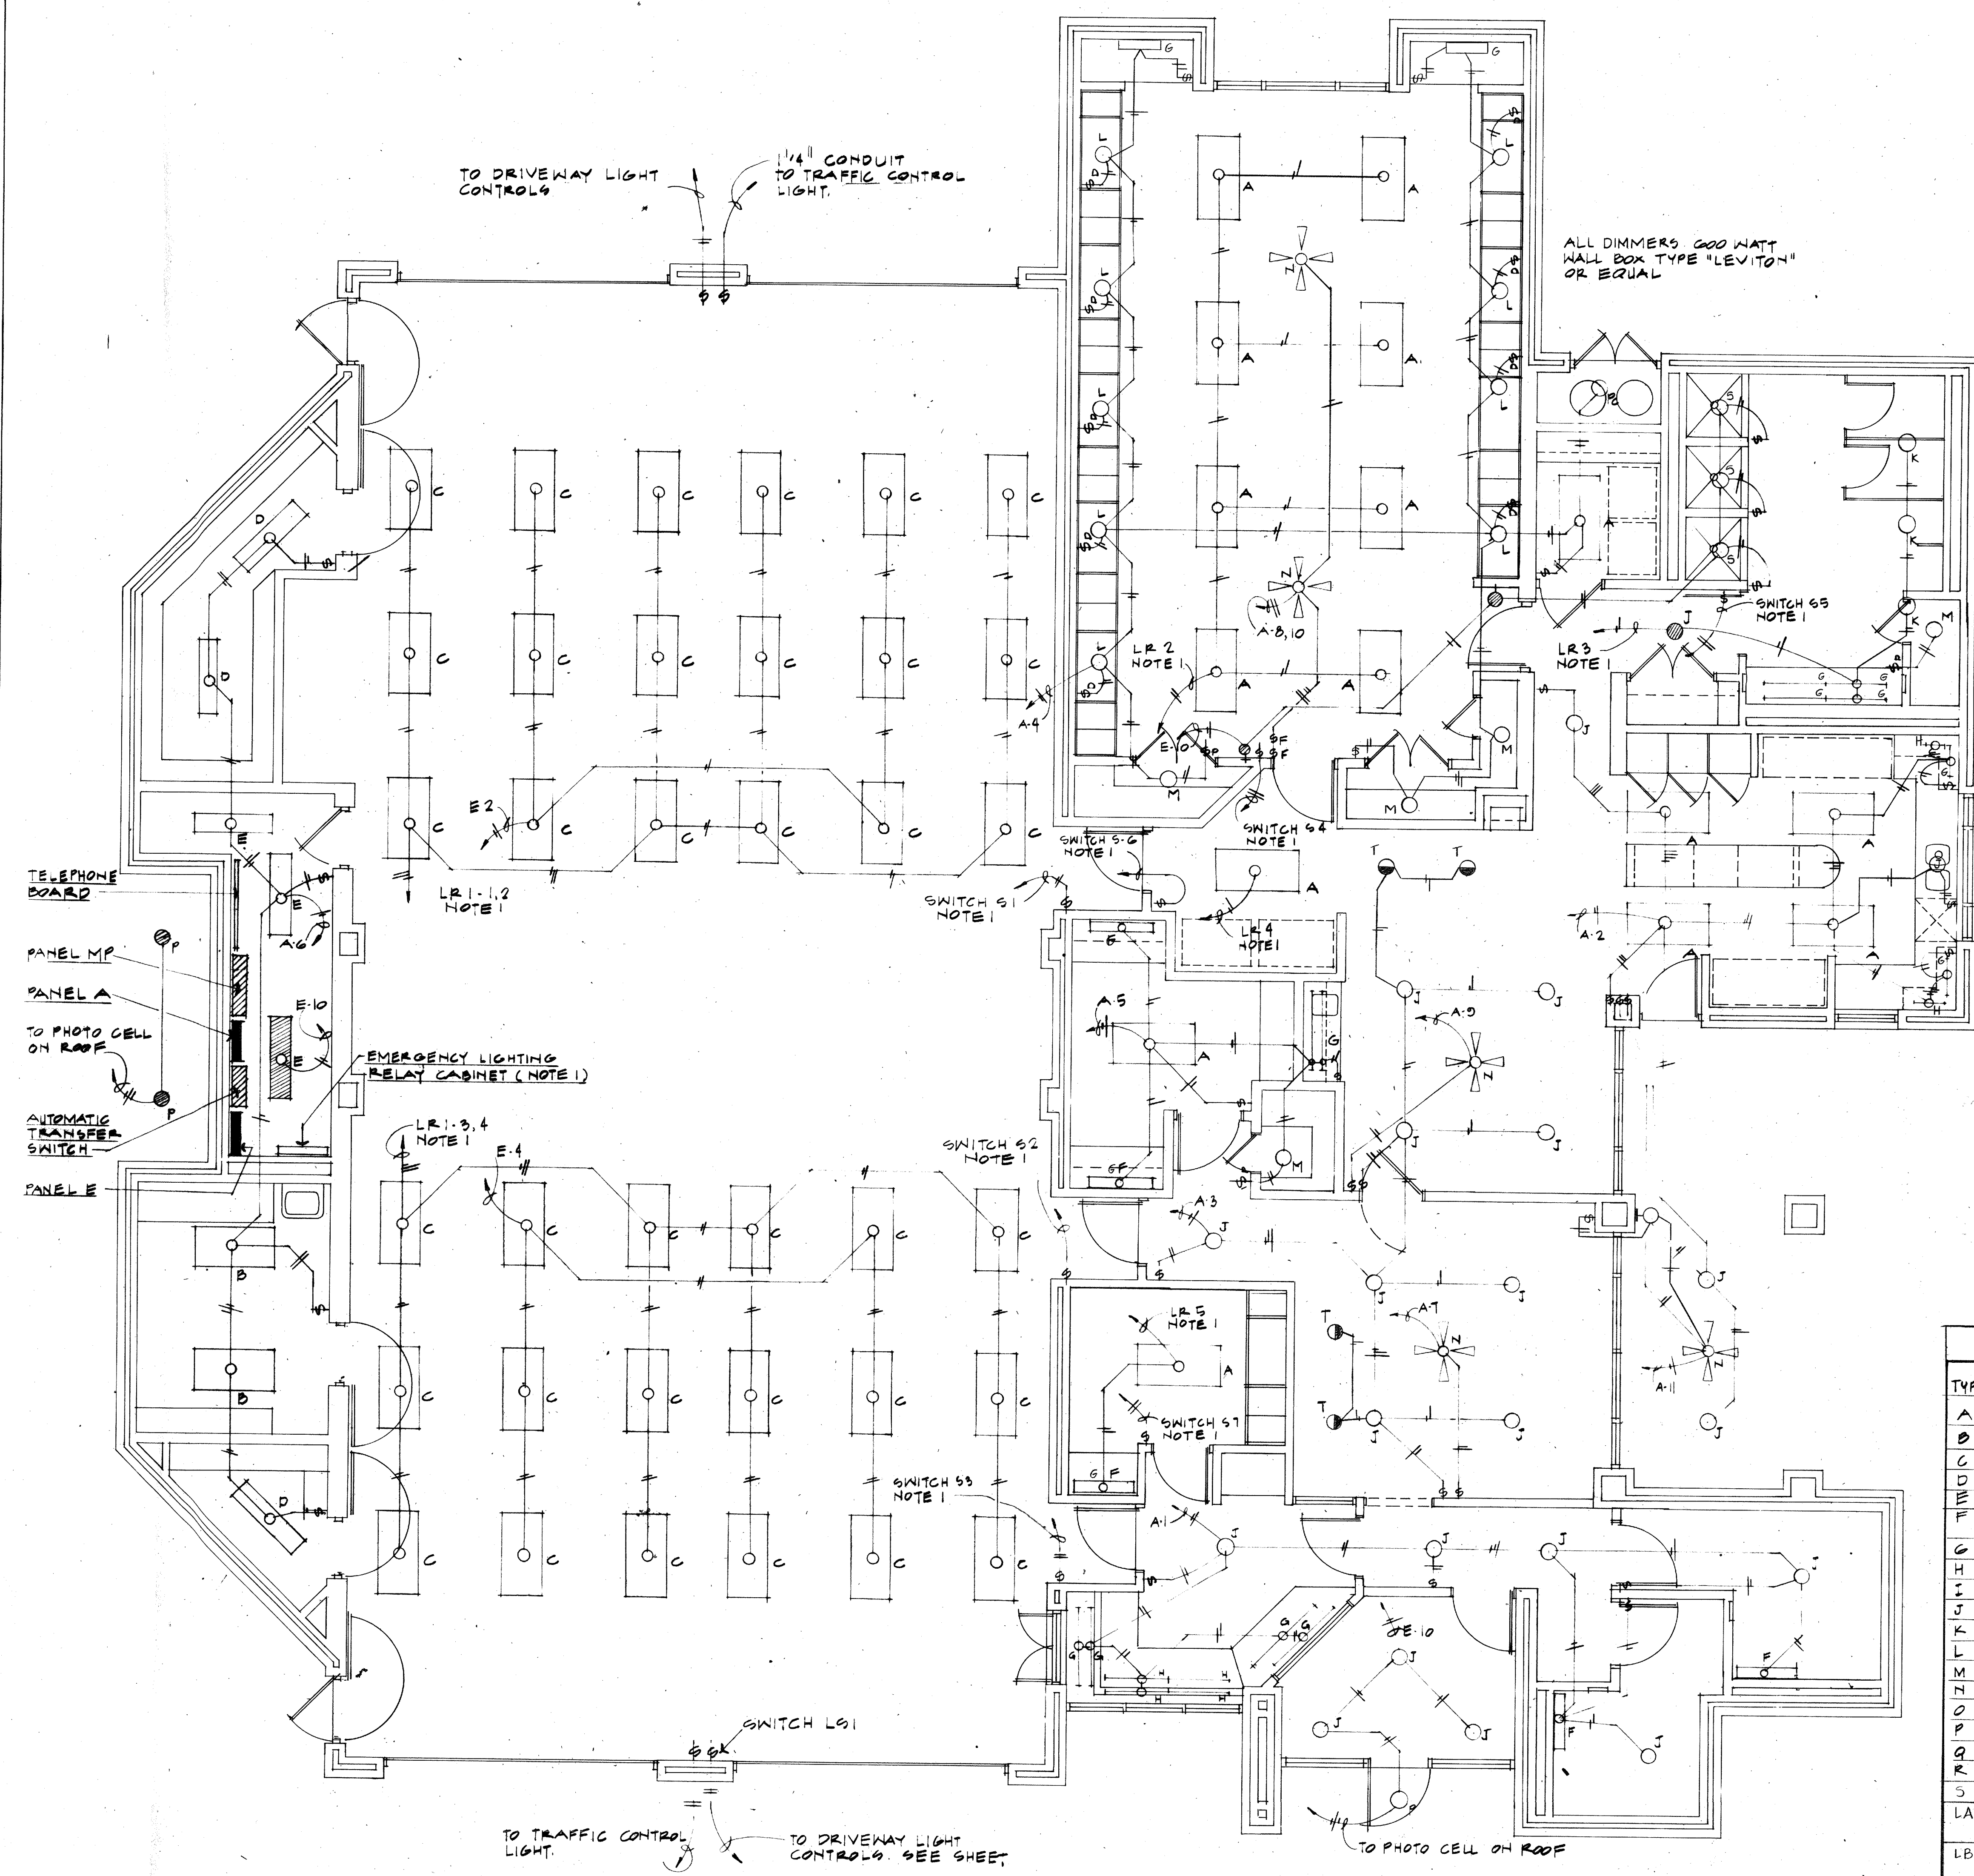 TO DRIVEWAY LIGHT
CONTROLS
1 1/4" CONDUIT
TO TRAFFIC CONTROL
LIGHT.
ALL DIMMERS 600 WATT
WALL BOX TYPE "LEVITON"
OR EQUAL
A-8,10
LR 2
NOTE 1
SWITCH S5
NOTE 1
LR 3
NOTE 1
A-4
E-10
E-2
SWITCH S4
NOTE 1
SWITCH S-6
NOTE 1
TELEPHONE
BOARD
LR 1-1,2
NOTE 1
SWITCH S1
NOTE 1
LR 4
NOTE 1
A-2
A-6
PANEL MP
PANEL A
E-10
A-5
A-9
TO PHOTO CELL
ON ROOF
EMERGENCY LIGHTING
RELAY CABINET (NOTE 1)
AUTOMATIC
TRANSFER
SWITCH
LR 1-3,4
NOTE 1
E-4
SWITCH S2
NOTE 1
PANEL E
A-3
LR 5
NOTE 1
A-7
A-11
SWITCH S7
NOTE 1
SWITCH S3
NOTE 1
A-1
E-10
SWITCH LS1
TO TRAFFIC CONTROL
LIGHT.
TO DRIVEWAY LIGHT
CONTROLS. SEE SHEET
TO PHOTO CELL ON ROOF
TYP
A
B
C
D
E
F
G
H
I
J
K
L
M
N
O
P
Q
R
S
LA
LB